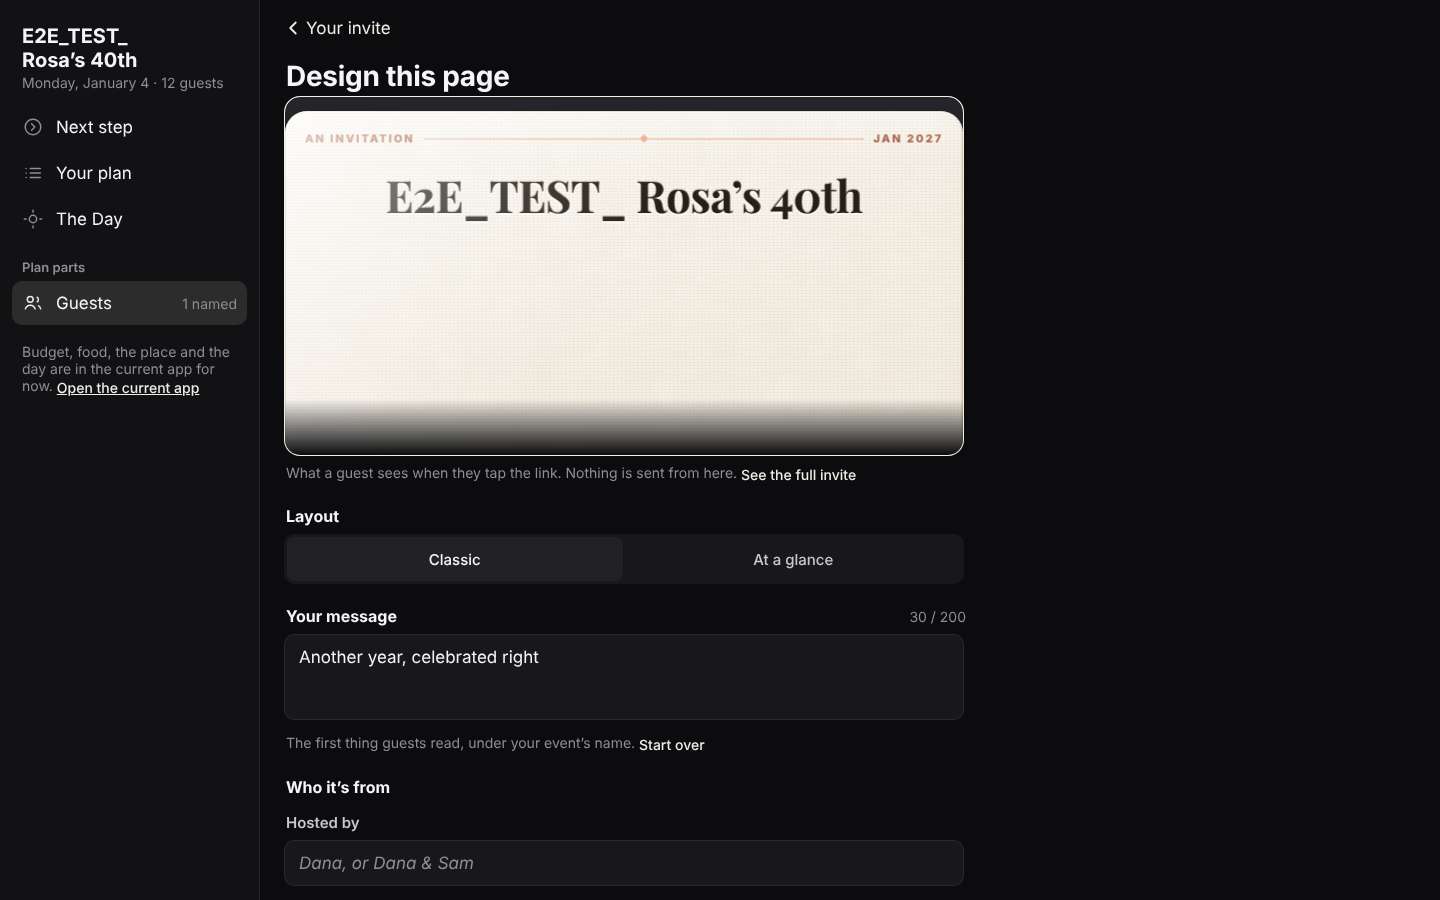 E2E_TEST_
Rosa’s 40th
Monday, January 4 · 12 guests
Next step
Your plan
The Day
Plan parts
Guests 1 named
Budget, food, the place and the
day are in the current app for
now. Open the current app
Your invite
Design this page
AN INVITATION JAN 2027
E2E_TEST_ Rosa’s 40th
What a guest sees when they tap the link. Nothing is sent from here. See the full invite
Layout
Classic At a glance
Your message 30 / 200
Another year, celebrated right
The first thing guests read, under your event’s name. Start over
Who it’s from
Hosted by
Dana, or Dana & Sam